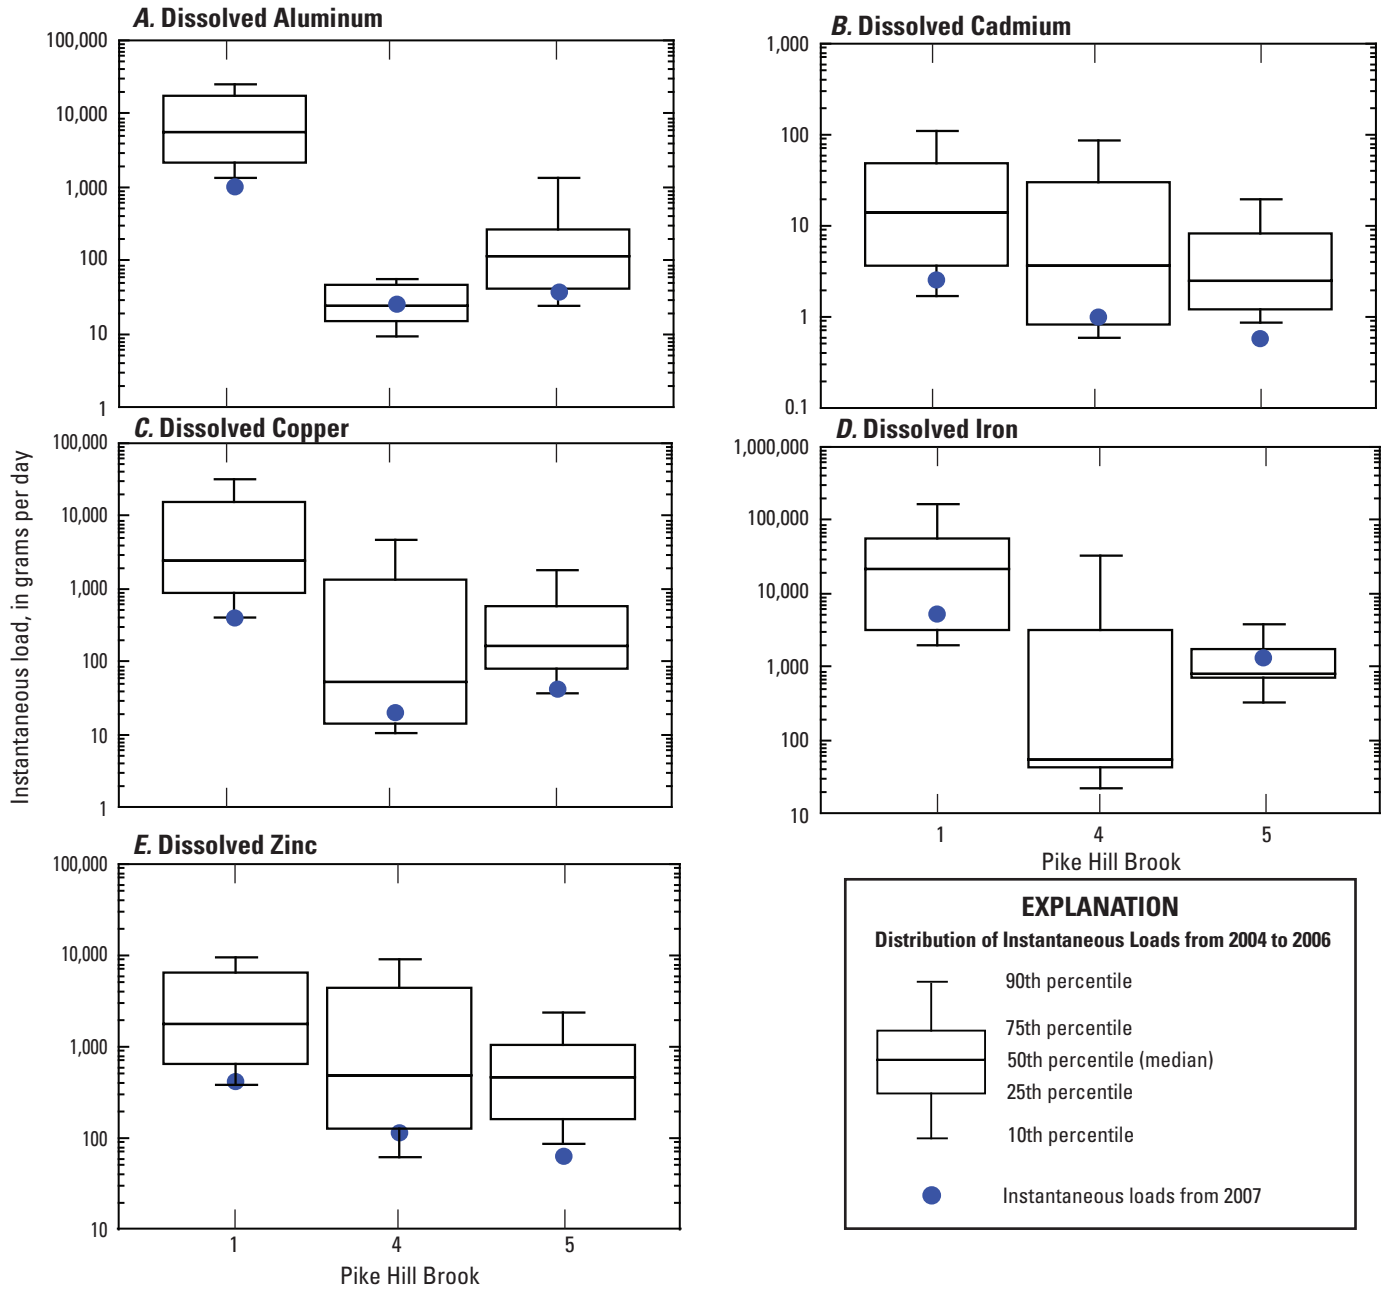 A. Dissolved Aluminum
100,000
10,000
1,000
100
10
1
B. Dissolved Cadmium
1,000
100
10
1
0.1
C. Dissolved Copper
100,000
10,000
1,000
100
10
1
Instantaneous load, in grams per day
D. Dissolved Iron
1,000,000
100,000
10,000
1,000
100
10
1 4 5
Pike Hill Brook
E. Dissolved Zinc
100,000
10,000
1,000
100
10
1 4 5
Pike Hill Brook
EXPLANATION
Distribution of Instantaneous Loads from 2004 to 2006
90th percentile
75th percentile
50th percentile (median)
25th percentile
10th percentile
Instantaneous loads from 2007